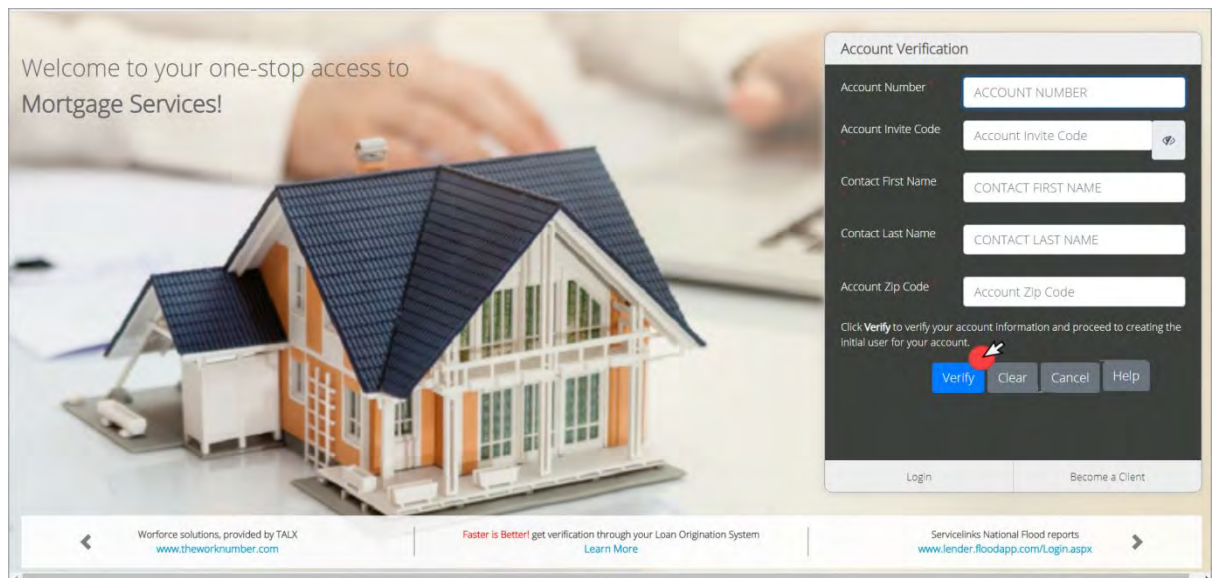 Welcome to your one-stop access to
Mortgage Services!
Account Verification
Account Number
ACCOUNT NUMBER
Account Invite Code
Account Invite Code
Contact First Name
CONTACT FIRST NAME
Contact Last Name
CONTACT LAST NAME
Account Zip Code
Account Zip Code
Click Verify to verify your account information and proceed to creating the
initial user for your account.
Verify Clear Cancel Help
Login Become a Client
Worforce solutions, provided by TALX
www.theworknumber.com
Faster is Better! get verification through your Loan Origination System
Learn More
Servicelinks National Flood reports
www.lender.floodapp.com/Login.aspx